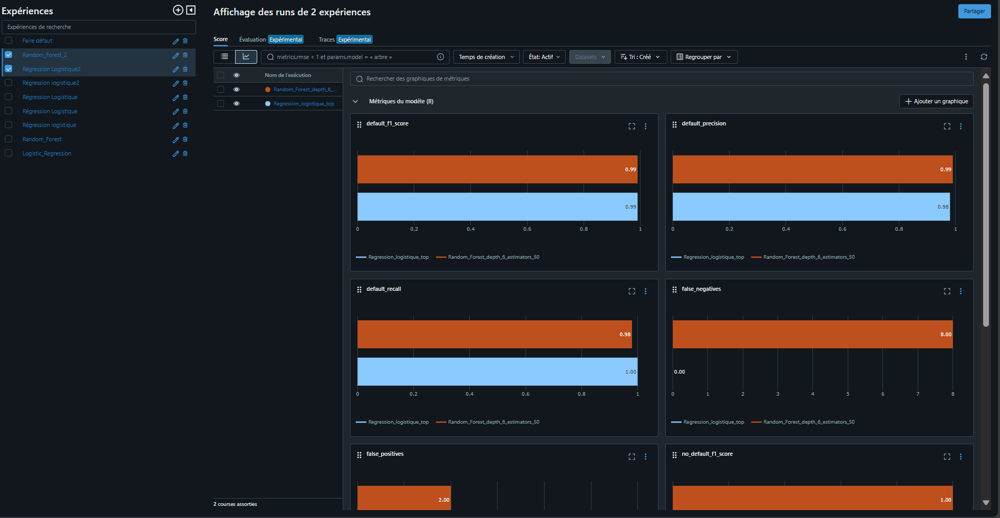 Expériences
Expériences de recherche
Faire défaut
Random_Forest_2
Régression Logistique2
Régression logistique2
Régression Logistique
Régression Logistique
Régression logistique
Random_Forest
Logistic_Regression
Affichage des runs de 2 expériences
Partager
Score Évaluation Expérimental Traces Expérimental
metrics.rmse < 1 et params.model = « arbre » Temps de création État: Actif Datasets Tri : Créé Regrouper par
Nom de l'exécution
Random_Forest_depth_6_...
Regression_logistique_top
2 courses assorties
Rechercher des graphiques de métriques
Métriques du modèle (8) Ajouter un graphique
default_f1_score
0.99
0.99
0 0.2 0.4 0.6 0.8 1
Regression_logistique_top Random_Forest_depth_6_estimators_50
default_precision
0.99
0.98
0 0.2 0.4 0.6 0.8 1
Regression_logistique_top Random_Forest_depth_6_estimators_50
default_recall
0.98
1.00
0 0.2 0.4 0.6 0.8 1
Regression_logistique_top Random_Forest_depth_6_estimators_50
false_negatives
8.00
0.00
0 1 2 3 4 5 6 7 8
Regression_logistique_top Random_Forest_depth_6_estimators_50
false_positives
2.00
no_default_f1_score
1.00